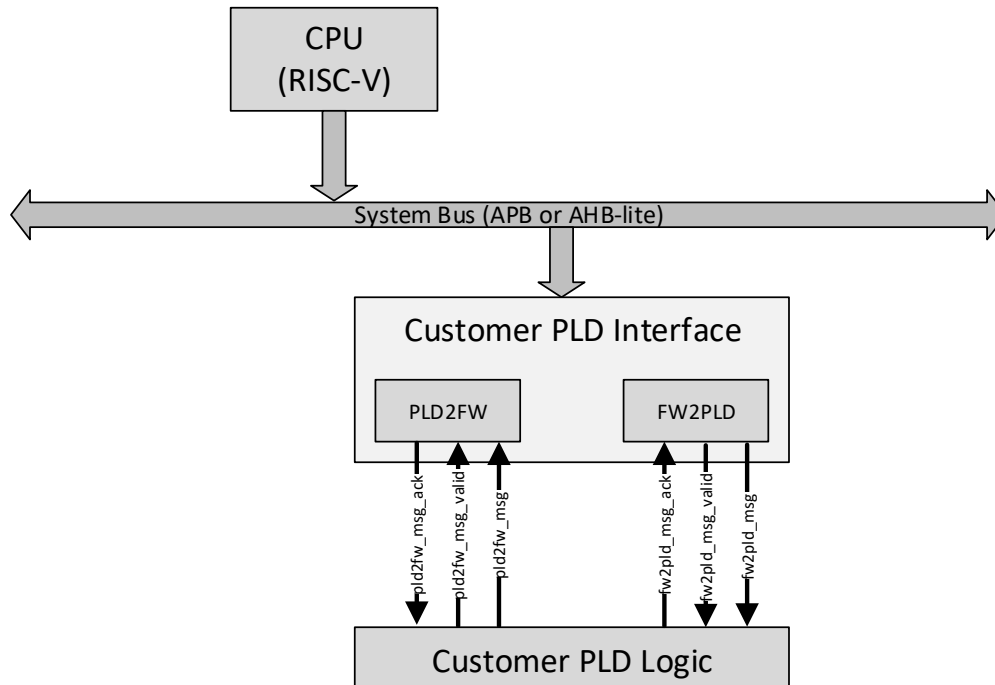 CPU
(RISC-V)
System Bus (APB or AHB-lite)
Customer PLD Interface
PLD2FW
FW2PLD
pld2fw_msg_ack
pld2fw_msg_valid
pld2fw_msg
fw2pld_msg_ack
fw2pld_msg_valid
fw2pld_msg
Customer PLD Logic